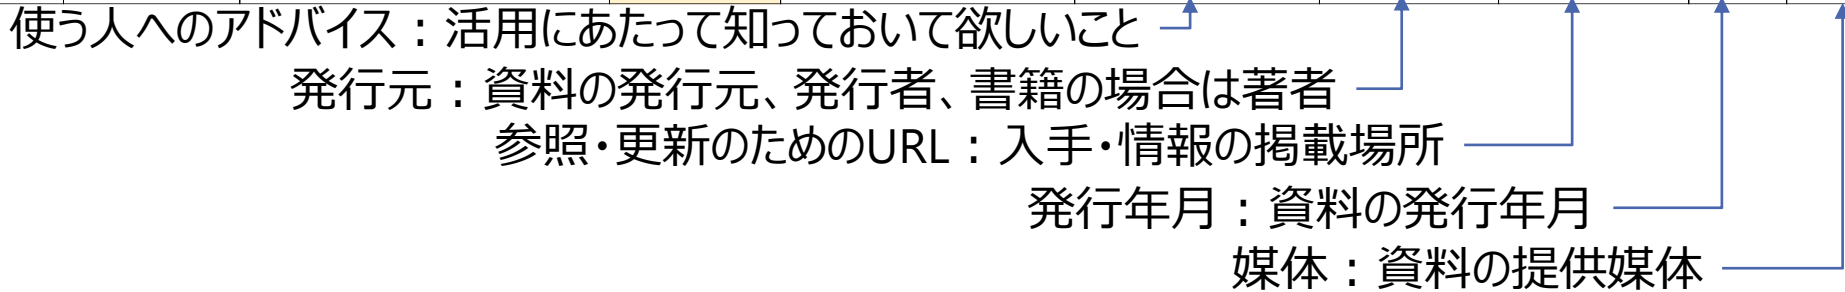 使う人へのアドバイス：活用にあたって知っておいて欲しいこと
発行元：資料の発行元、発行者、書籍の場合は著者
参照・更新のためのURL：入手・情報の掲載場所
発行年月：資料の発行年月
媒体：資料の提供媒体